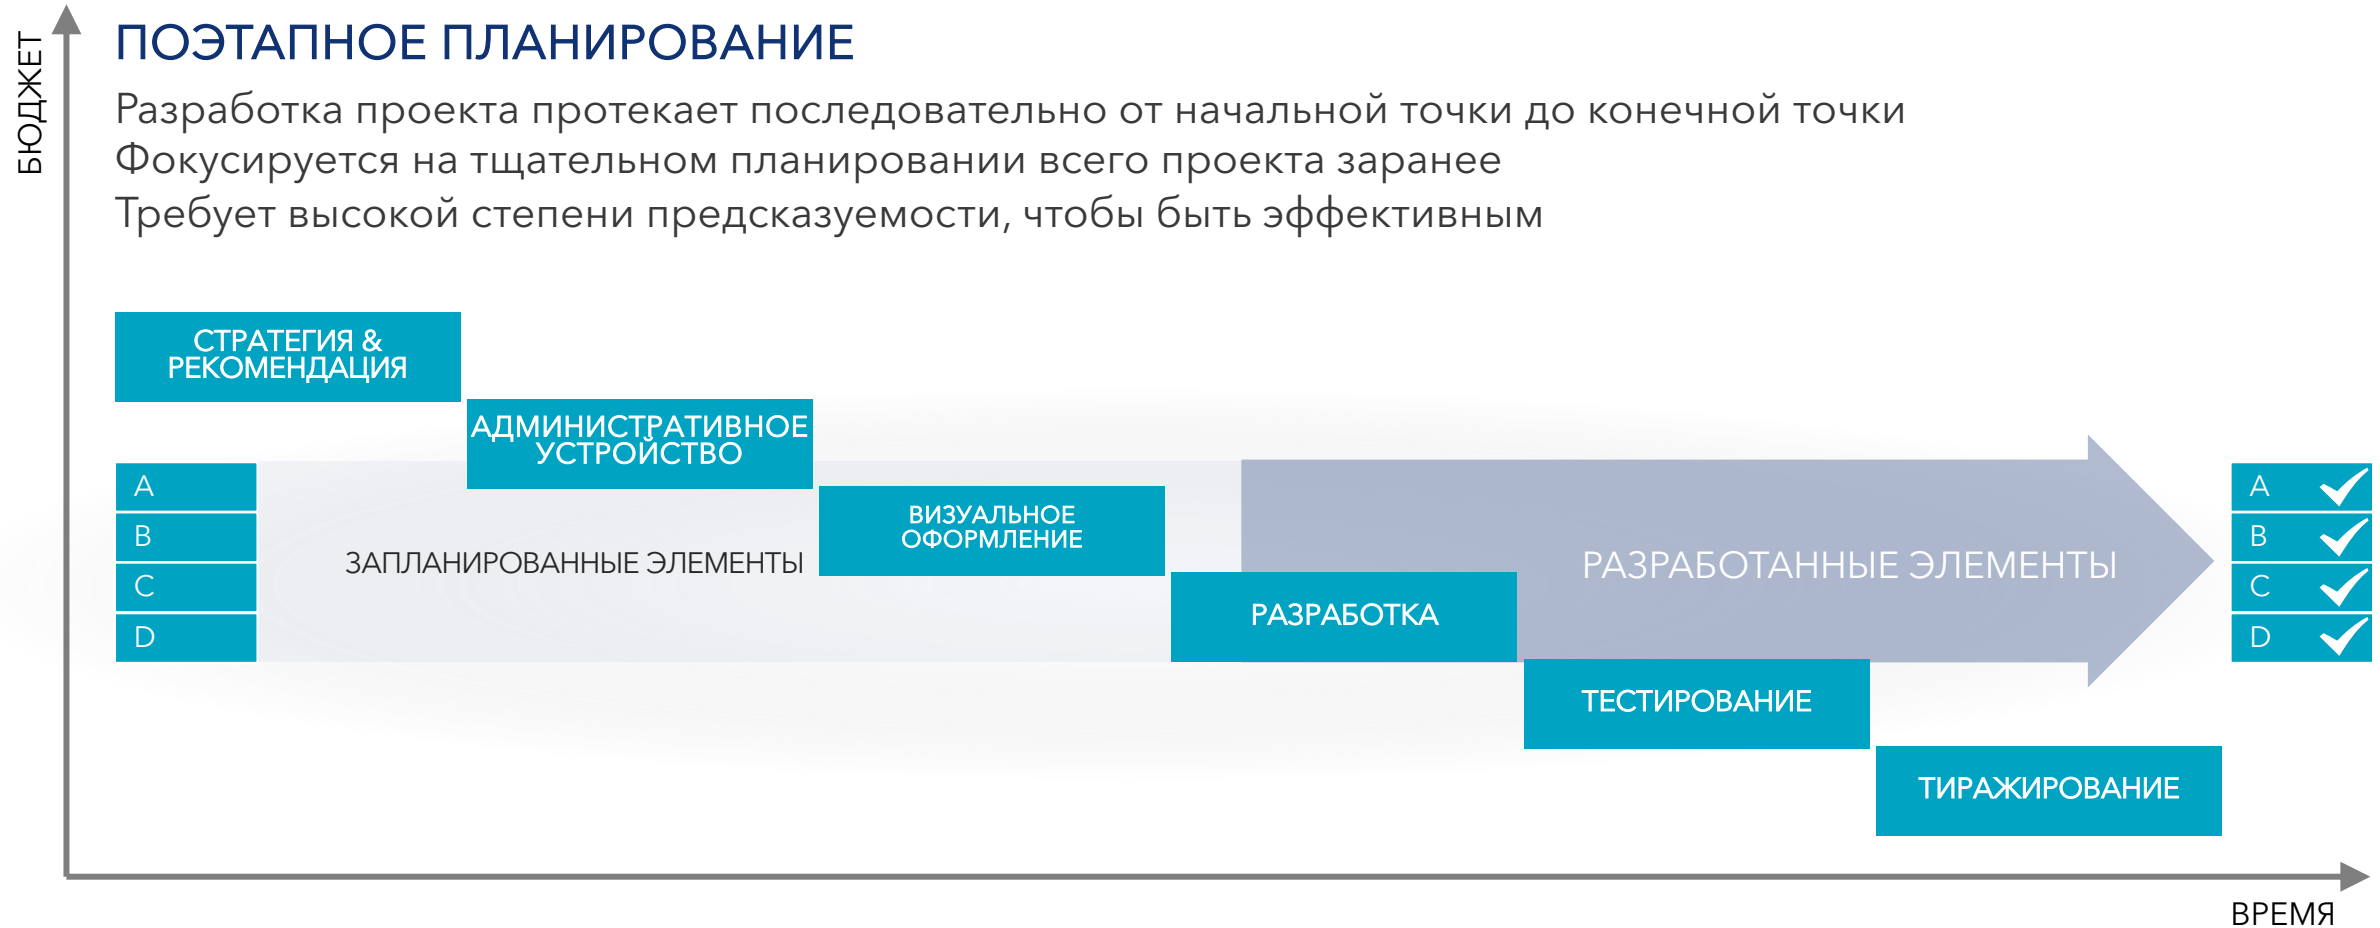 БЮДЖЕТ
ПОЭТАПНОЕ ПЛАНИРОВАНИЕ
Разработка проекта протекает последовательно от начальной точки до конечной точки
Фокусируется на тщательном планировании всего проекта заранее
Требует высокой степени предсказуемости, чтобы быть эффективным
СТРАТЕГИЯ &
РЕКОМЕНДАЦИЯ
АДМИНИСТРАТИВНОЕ
УСТРОЙСТВО
ВИЗУАЛЬНОЕ
ОФОРМЛЕНИЕ
РАЗРАБОТКА
ТЕСТИРОВАНИЕ
ТИРАЖИРОВАНИЕ
A
B
C
D
ЗАПЛАНИРОВАННЫЕ ЭЛЕМЕНТЫ
РАЗРАБОТАННЫЕ ЭЛЕМЕНТЫ
A
B
C
D
ВРЕМЯ